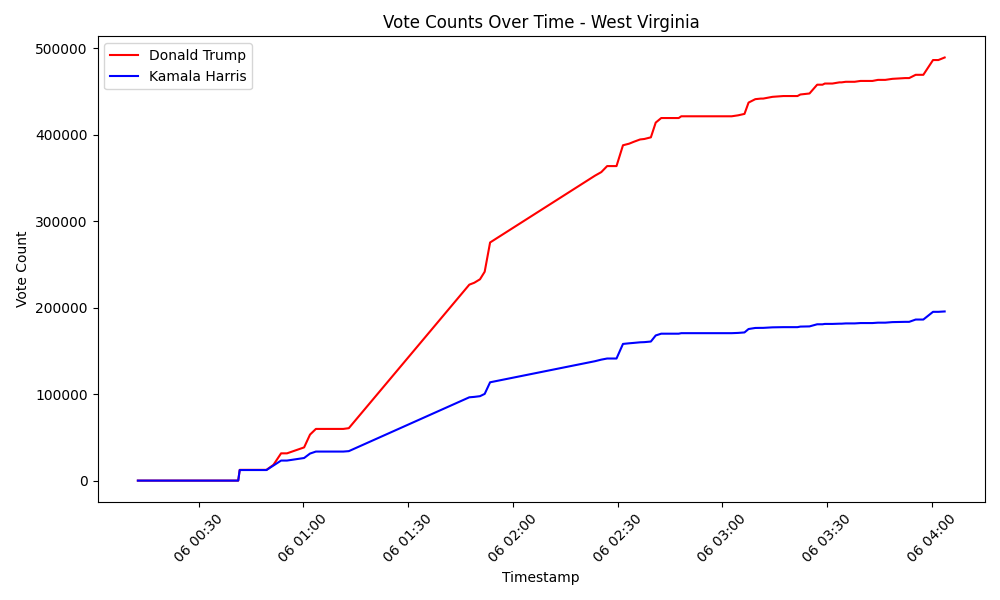 Vote Counts Over Time - West Virginia
Donald Trump
Kamala Harris
500000
400000
300000
200000
100000
0
Vote Count
06 00:30
06 01:00
06 01:30
06 02:00
06 02:30
06 03:00
06 03:30
06 04:00
Timestamp